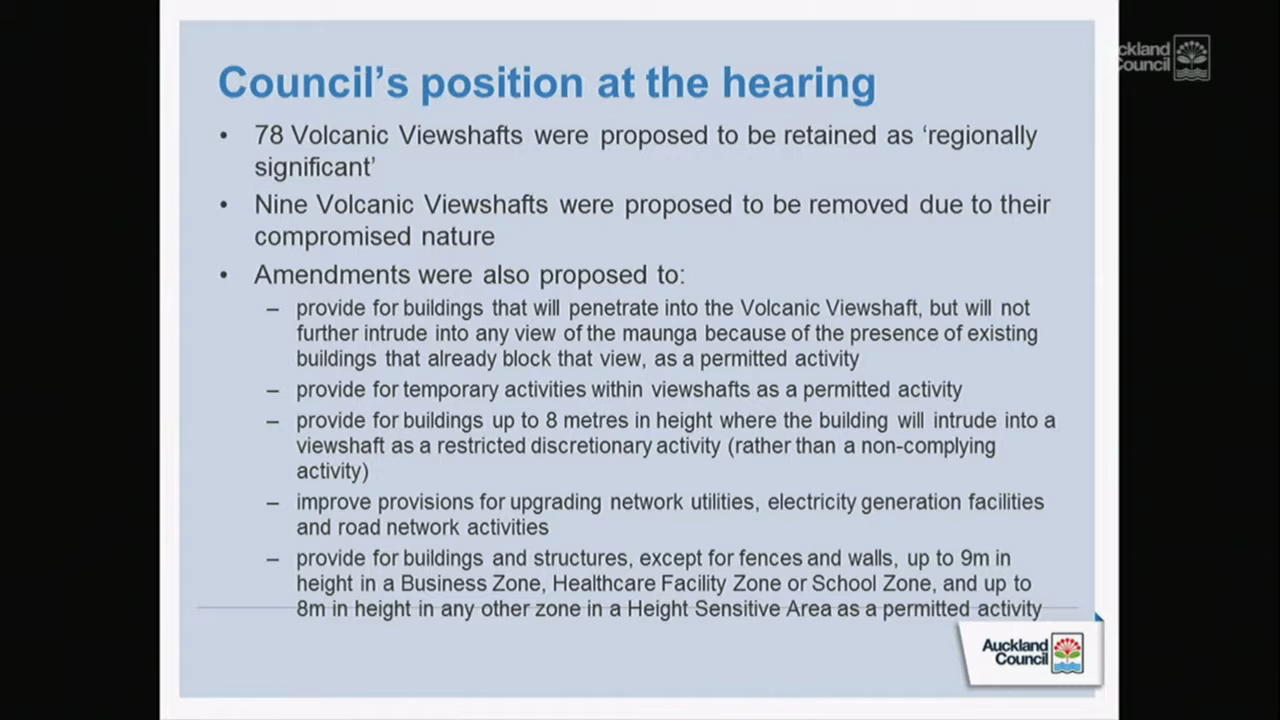 Council's position at the hearing
• 78 Volcanic Viewshafts were proposed to be retained as 'regionally
significant'
• Nine Volcanic Viewshafts were proposed to be removed due to their
compromised nature
• Amendments were also proposed to:
– provide for buildings that will penetrate into the Volcanic Viewshaft, but will not
further intrude into any view of the maunga because of the presence of existing
buildings that already block that view, as a permitted activity
– provide for temporary activities within viewshafts as a permitted activity
– provide for buildings up to 8 metres in height where the building will intrude into a
viewshaft as a restricted discretionary activity (rather than a non-complying
activity)
– improve provisions for upgrading network utilities, electricity generation facilities
and road network activities
– provide for buildings and structures, except for fences and walls, up to 9m in
height in a Business Zone, Healthcare Facility Zone or School Zone, and up to
8m in height in any other zone in a Height Sensitive Area as a permitted activity
Auckland
Council
ckland
Council